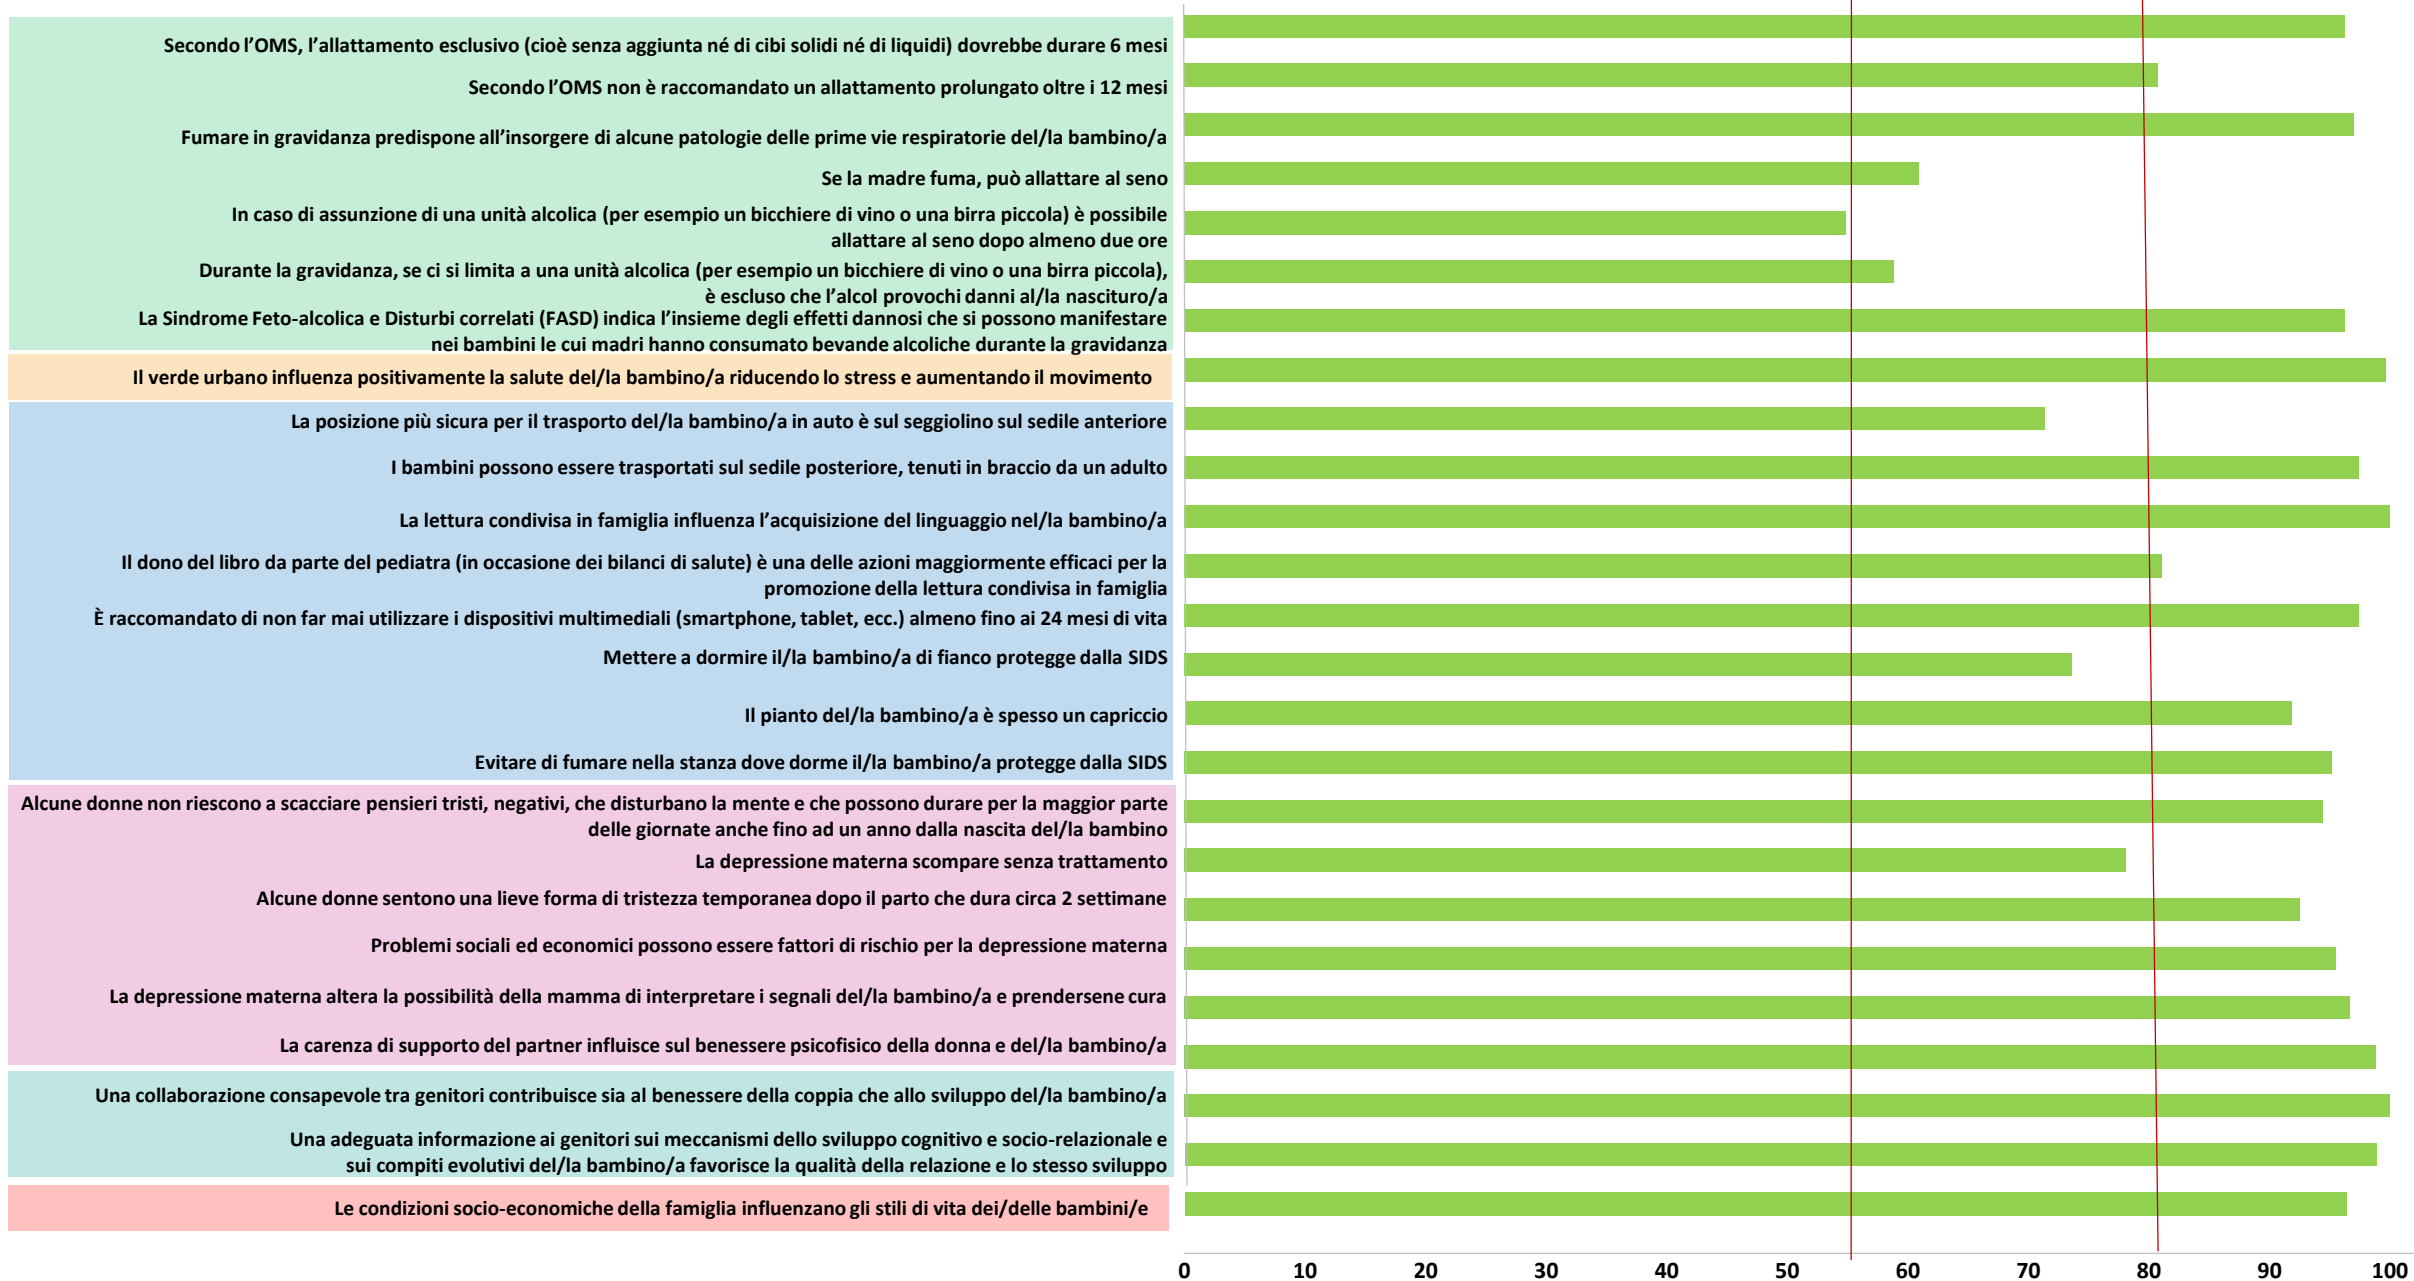 Secondo l'OMS, l'allattamento esclusivo (cioè senza aggiunta né di cibi solidi né di liquidi) dovrebbe durare 6 mesi
Secondo l'OMS non è raccomandato un allattamento prolungato oltre i 12 mesi
Fumare in gravidanza predispone all'insorgere di alcune patologie delle prime vie respiratorie del/la bambino/a
Se la madre fuma, può allattare al seno
In caso di assunzione di una unità alcolica (per esempio un bicchiere di vino o una birra piccola) è possibile
allattare al seno dopo almeno due ore
Durante la gravidanza, se ci si limita a una unità alcolica (per esempio un bicchiere di vino o una birra piccola),
è escluso che l'alcol provochi danni al/la nascituro/a
La Sindrome Feto-alcolica e Disturbi correlati (FASD) indica l'insieme degli effetti dannosi che si possono manifestare
nei bambini le cui madri hanno consumato bevande alcoliche durante la gravidanza
Il verde urbano influenza positivamente la salute del/la bambino/a riducendo lo stress e aumentando il movimento
La posizione più sicura per il trasporto del/la bambino/a in auto è sul seggiolino sul sedile anteriore
I bambini possono essere trasportati sul sedile posteriore, tenuti in braccio da un adulto
La lettura condivisa in famiglia influenza l'acquisizione del linguaggio nel/la bambino/a
Il dono del libro da parte del pediatra (in occasione dei bilanci di salute) è una delle azioni maggiormente efficaci per la
promozione della lettura condivisa in famiglia
È raccomandato di non far mai utilizzare i dispositivi multimediali (smartphone, tablet, ecc.) almeno fino ai 24 mesi di vita
Mettere a dormire il/la bambino/a di fianco protegge dalla SIDS
Il pianto del/la bambino/a è spesso un capriccio
Evitare di fumare nella stanza dove dorme il/la bambino/a protegge dalla SIDS
Alcune donne non riescono a scacciare pensieri tristi, negativi, che disturbano la mente e che possono durare per la maggior parte
delle giornate anche fino ad un anno dalla nascita del/la bambino
La depressione materna scompare senza trattamento
Alcune donne sentono una lieve forma di tristezza temporanea dopo il parto che dura circa 2 settimane
Problemi sociali ed economici possono essere fattori di rischio per la depressione materna
La depressione materna altera la possibilità della mamma di interpretare i segnali del/la bambino/a e prendersene cura
La carenza di supporto del partner influisce sul benessere psicofisico della donna e del/la bambino/a
Una collaborazione consapevole tra genitori contribuisce sia al benessere della coppia che allo sviluppo del/la bambino/a
Una adeguata informazione ai genitori sui meccanismi dello sviluppo cognitivo e socio-relazionale e
sui compiti evolutivi del/la bambino/a favorisce la qualità della relazione e lo stesso sviluppo
Le condizioni socio-economiche della famiglia influenzano gli stili di vita dei/delle bambini/e
0 10 20 30 40 50 60 70 80 90 100